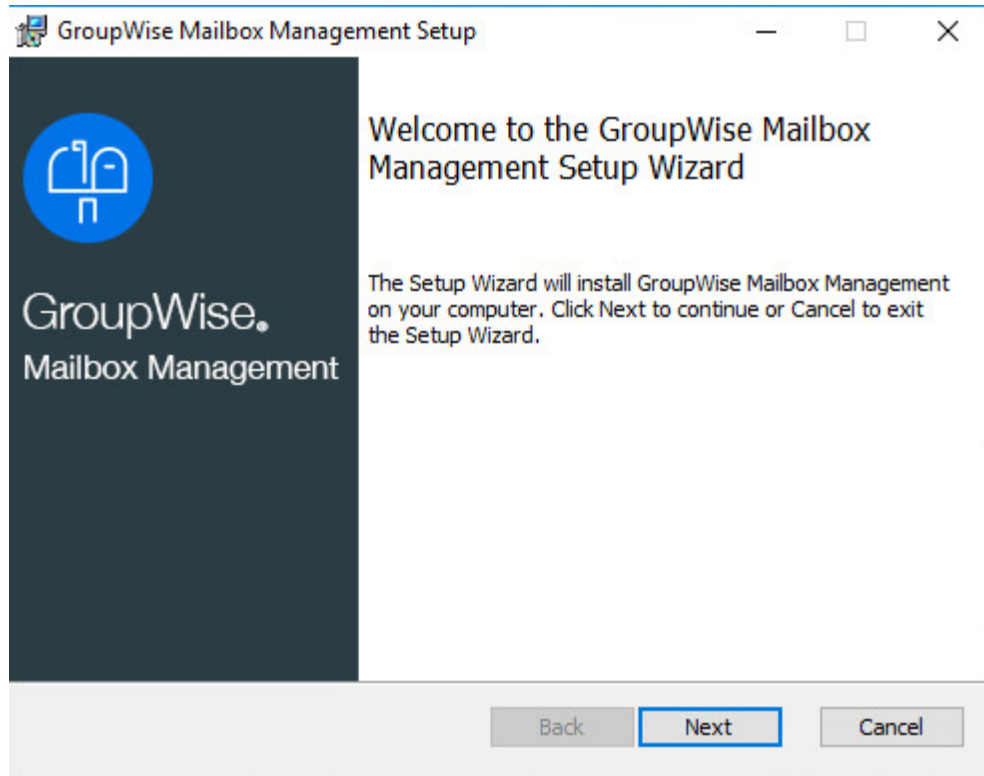 GroupWise Mailbox Management Setup
GroupWise.
Mailbox Management
Welcome to the GroupWise Mailbox
Management Setup Wizard
The Setup Wizard will install GroupWise Mailbox Management
on your computer. Click Next to continue or Cancel to exit
the Setup Wizard.
Back
Next
Cancel